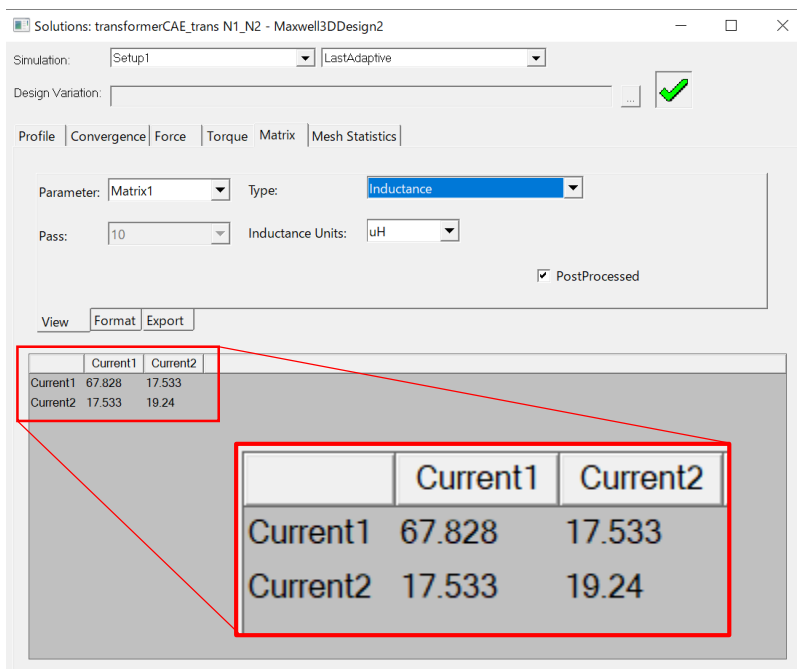 Solutions: transformerCAE_trans N1_N2 - Maxwell3DDesign2
Simulation: Setup1 LastAdaptive
Design Variation: ...
Profile Convergence Force Torque Matrix Mesh Statistics
Parameter: Matrix1 Type: Inductance
Pass: 10 Inductance Units: uH
PostProcessed
View Format Export
Current1 Current2
Current1 67.828 17.533
Current2 17.533 19.24
Current1 Current2
Current1 67.828 17.533
Current2 17.533 19.24